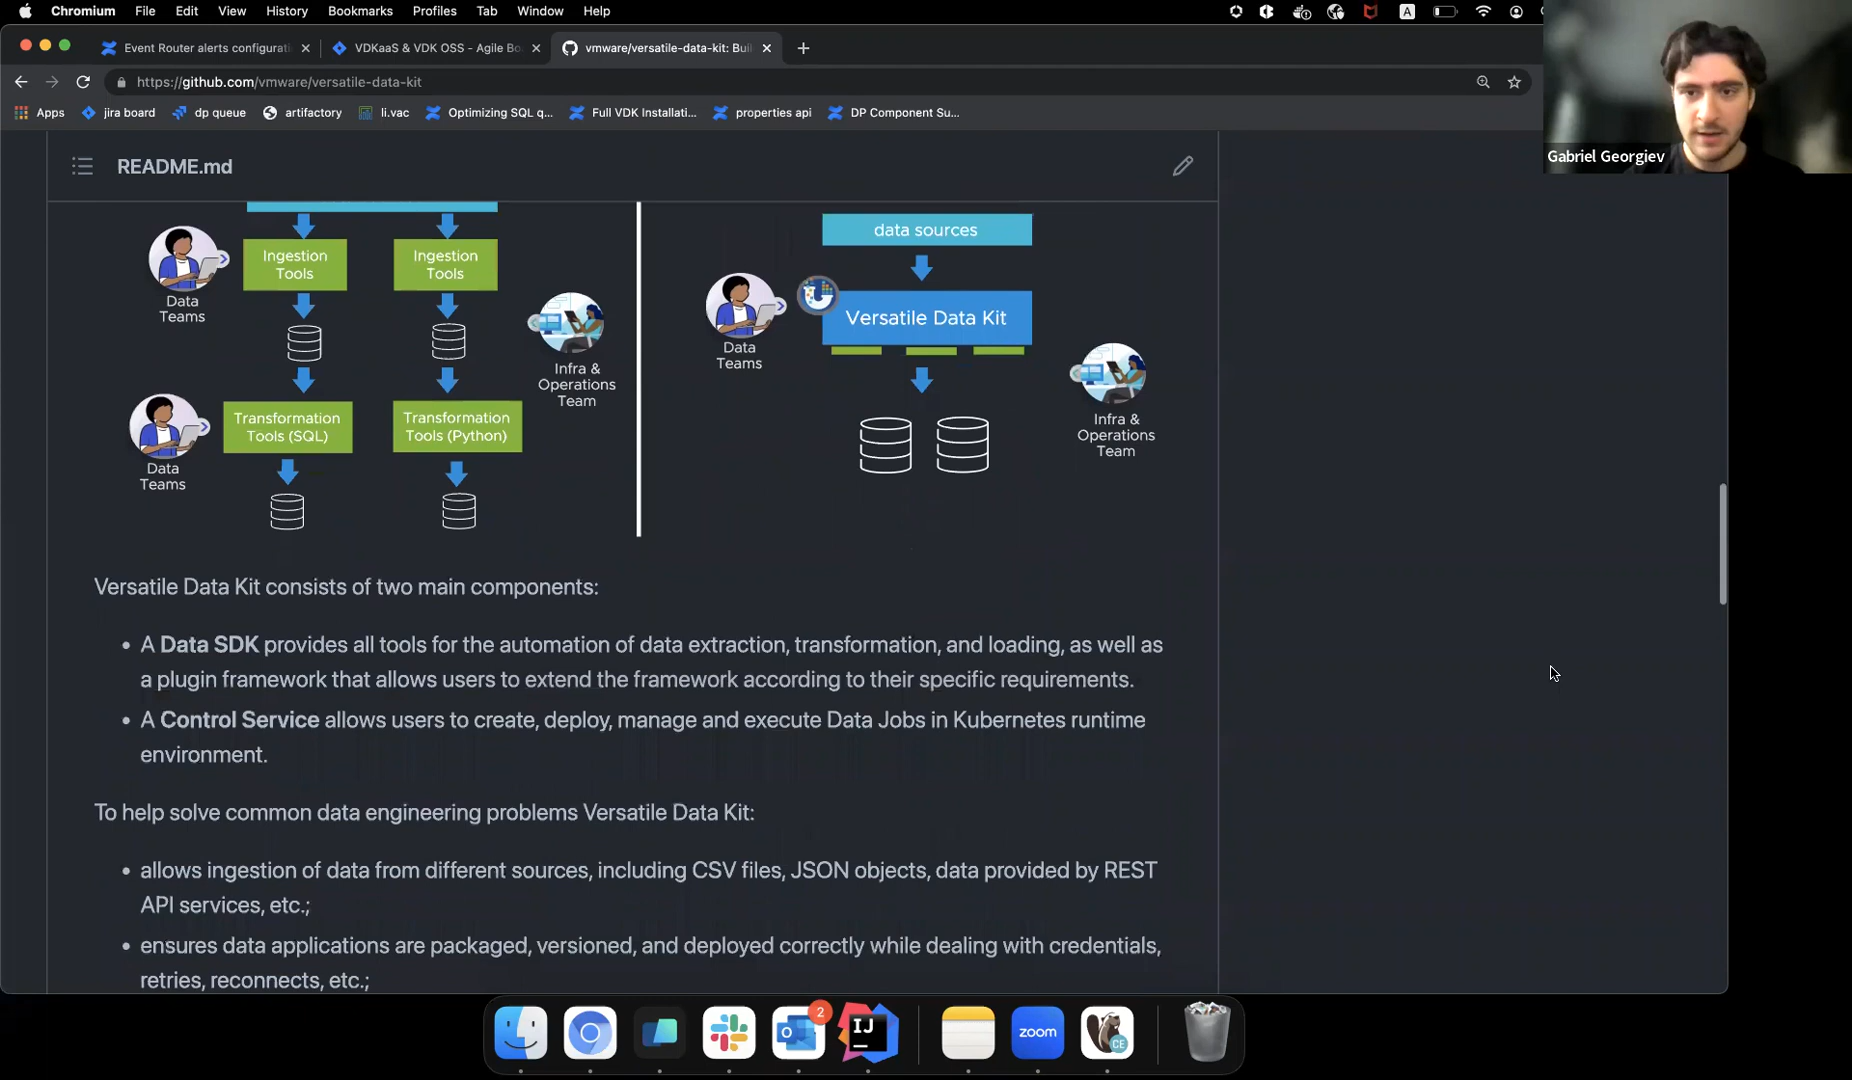 Chromium File Edit View History Bookmarks Profiles Tab Window Help A
Event Router alerts configurati VDKaaS & VDK OSS - Agile Bo vmware/versatile-data-kit: Bui
https://github.com/vmware/versatile-data-kit
Apps jira board dp queue artifactory li.vac Optimizing SQL q... Full VDK Installati... properties api DP Component Su...
Gabriel Georgiev
README.md
Ingestion
Tools
Ingestion
Tools
Data
Teams
Infra &
Operations
Team
Transformation
Tools (SQL)
Transformation
Tools (Python)
Data
Teams
data sources
Versatile Data Kit
Data
Teams
Infra &
Operations
Team
Versatile Data Kit consists of two main components:
• A Data SDK provides all tools for the automation of data extraction, transformation, and loading, as well as
a plugin framework that allows users to extend the framework according to their specific requirements.
• A Control Service allows users to create, deploy, manage and execute Data Jobs in Kubernetes runtime
environment.
To help solve common data engineering problems Versatile Data Kit:
• allows ingestion of data from different sources, including CSV files, JSON objects, data provided by REST
API services, etc.;
• ensures data applications are packaged, versioned, and deployed correctly while dealing with credentials,
retries, reconnects, etc.;
2
IJ
zoom
CE